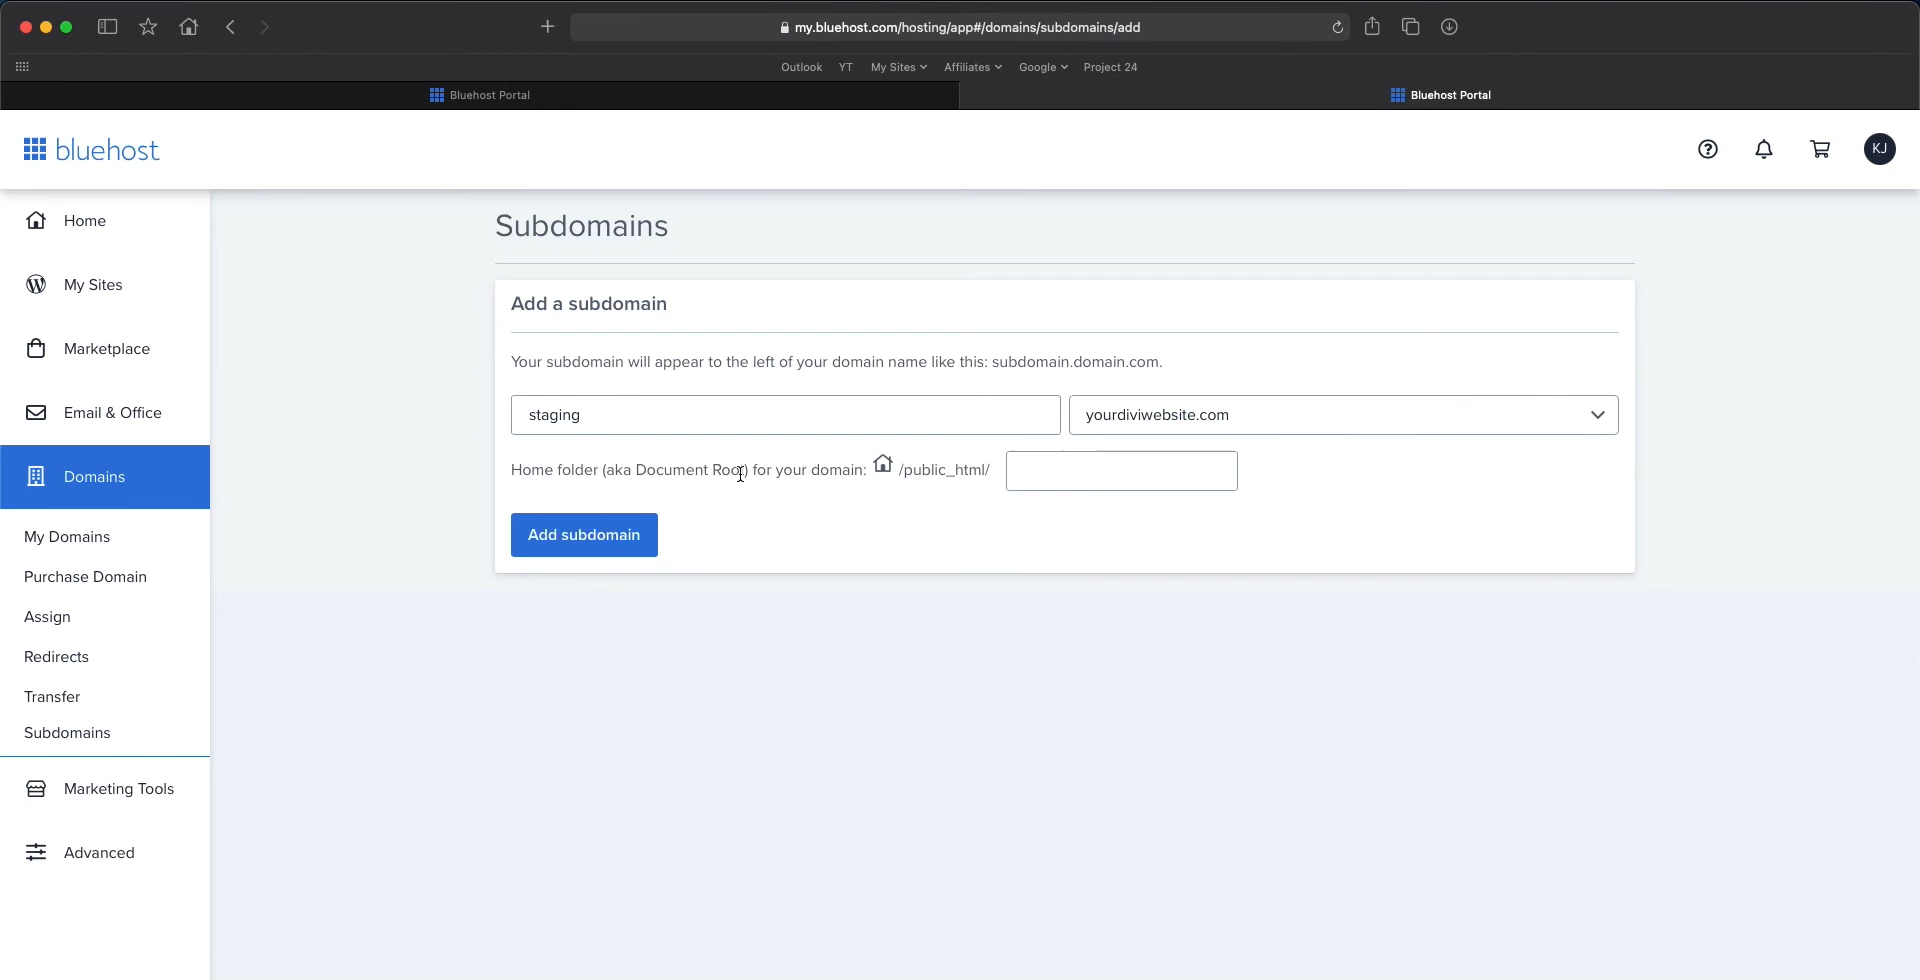 my.bluehost.com/hosting/app#/domains/subdomains/add
Outlook YT My Sites Affiliates Google Project 24
Bluehost Portal Bluehost Portal
bluehost
KJ
Home
My Sites
Marketplace
Email & Office
Domains
My Domains
Purchase Domain
Assign
Redirects
Transfer
Subdomains
Marketing Tools
Advanced
Subdomains
Add a subdomain
Your subdomain will appear to the left of your domain name like this: subdomain.domain.com.
staging yourdiviwebsite.com
Home folder (aka Document Root) for your domain: /public_html/
Add subdomain